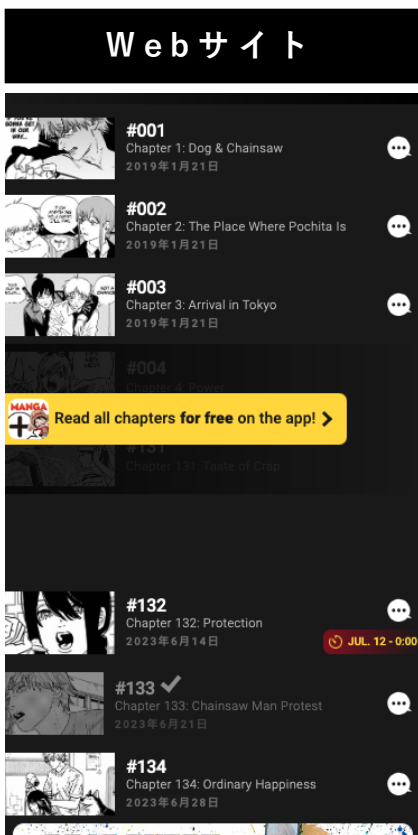 Webサイト
#001
Chapter 1: Dog & Chainsaw
2019年1月21日
#002
Chapter 2: The Place Where Pochita Is
2019年1月21日
#003
Chapter 3: Arrival in Tokyo
2019年1月21日
#004
Chapter 4: Power
MANGA
Read all chapters for free on the app!
#131
Chapter 131: Taste of Crap
#132
Chapter 132: Protection
2023年6月14日
JUL. 12 - 0:00
#133
Chapter 133: Chainsaw Man Protest
2023年6月21日
#134
Chapter 134: Ordinary Happiness
2023年6月28日